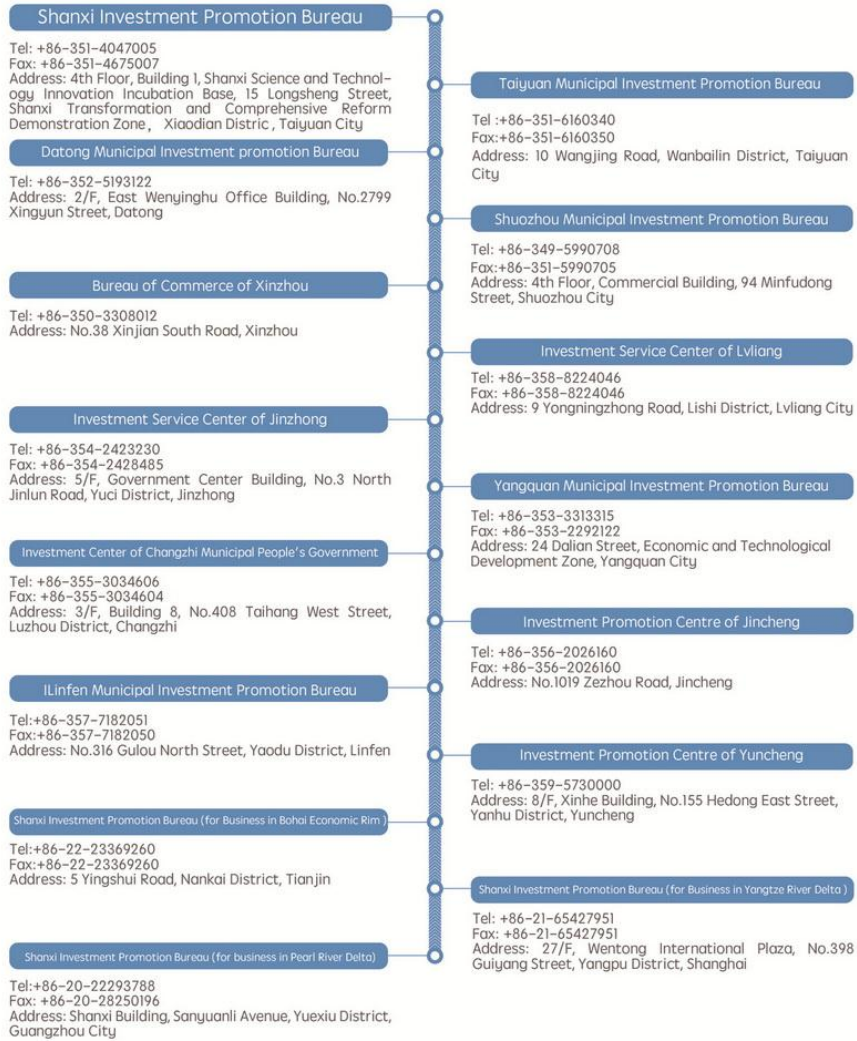 Shanxi Investment Promotion Bureau
Tel: +86-351-4047005
Fax: +86-351-4675007
Address: 4th Floor, Building 1, Shanxi Science and Technol-
ogy Innovation Incubation Base, 15 Longsheng Street,
Shanxi Transformation and Comprehensive Reform
Demonstration Zone, Xiaodian Distric , Taiyuan City
Taiyuan Municipal Investment Promotion Bureau
Tel :+86-351-6160340
Fax:+86-351-6160350
Address: 10 Wangjing Road, Wanbailin District, Taiyuan
City
Datong Municipal Investment promotion Bureau
Tel: +86-352-5193122
Address: 2/F, East Wenyinghu Office Building, No.2799
Xingyun Street, Datong
Shuozhou Municipal Investment Promotion Bureau
Tel: +86-349-5990708
Fax:+86-351-5990705
Address: 4th Floor, Commercial Building, 94 Minfudong
Street, Shuozhou City
Bureau of Commerce of Xinzhou
Tel: +86-350-3308012
Address: No.38 Xinjian South Road, Xinzhou
Investment Service Center of Lvliang
Tel: +86-358-8224046
Fax: +86-358-8224046
Address: 9 Yongningzhong Road, Lishi District, Lvliang City
Investment Service Center of Jinzhong
Tel: +86-354-2423230
Fax: +86-354-2428485
Address: 5/F, Government Center Building, No.3 North
Jinlun Road, Yuci District, Jinzhong
Yangquan Municipal Investment Promotion Bureau
Tel: +86-353-3313315
Fax: +86-353-2292122
Address: 24 Dalian Street, Economic and Technological
Development Zone, Yangquan City
Investment Center of Changzhi Municipal People's Government
Tel: +86-355-3034606
Fax: +86-355-3034604
Address: 3/F, Building 8, No.408 Taihang West Street,
Luzhou District, Changzhi
Investment Promotion Centre of Jincheng
Tel: +86-356-2026160
Fax: +86-356-2026160
Address: No.1019 Zezhou Road, Jincheng
ILinfen Municipal Investment Promotion Bureau
Tel:+86-357-7182051
Fax:+86-357-7182050
Address: No.316 Gulou North Street, Yaodu District, Linfen
Investment Promotion Centre of Yuncheng
Tel: +86-359-5730000
Address: 8/F, Xinhe Building, No.155 Hedong East Street,
Yanhu District, Yuncheng
Shanxi Investment Promotion Bureau (for Business in Bohai Economic Rim )
Tel:+86-22-23369260
Fax:+86-22-23369260
Address: 5 Yingshui Road, Nankai District, Tianjin
Shanxi Investment Promotion Bureau (for Business in Yangtze River Delta )
Tel: +86-21-65427951
Fax: +86-21-65427951
Address: 27/F, Wentong International Plaza, No.398
Guiyang Street, Yangpu District, Shanghai
Shanxi Investment Promotion Bureau (for business in Pearl River Delta)
Tel:+86-20-22293788
Fax: +86-20-28250196
Address: Shanxi Building, Sanyuanli Avenue, Yuexiu District,
Guangzhou City